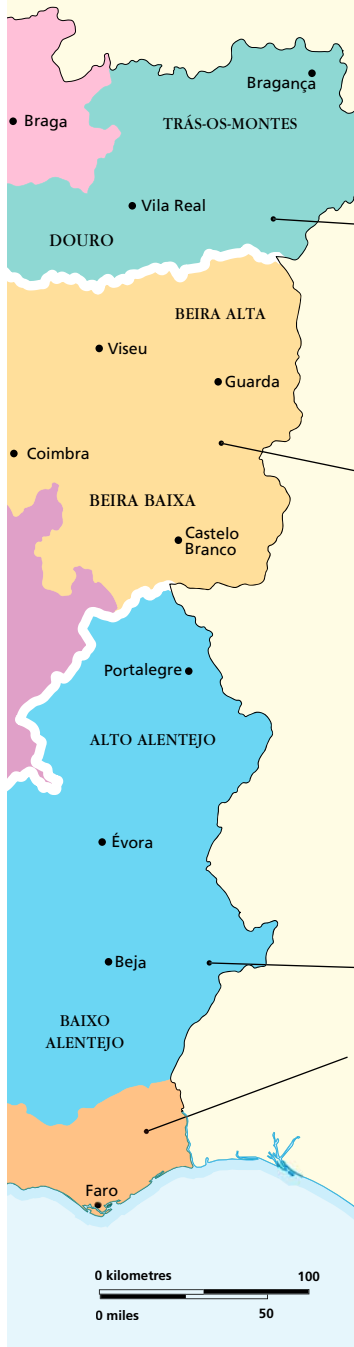 Bragança
Braga
TRÁS-OS-MONTES
Vila Real
DOURO
BEIRA ALTA
Viseu
Guarda
Coimbra
BEIRA BAIXA
Castelo
Branco
Portalegre
ALTO ALENTEJO
Évora
Beja
BAIXO
ALENTEJO
Faro
0 kilometres 100
0 miles 50